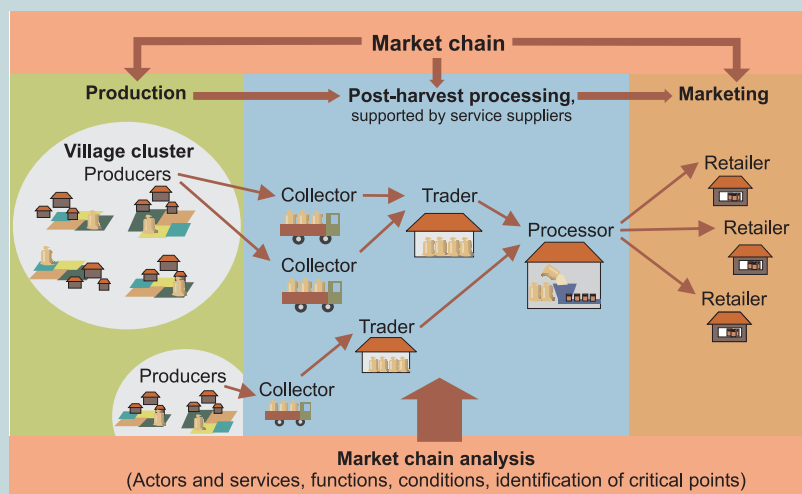 Market chain
Production
Post-harvest processing,
supported by service suppliers
Marketing
Village cluster
Producers
Collector
Trader
Retailer
Processor
Retailer
Collector
Retailer
Trader
Producers
Collector
Market chain analysis
(Actors and services, functions, conditions, identification of critical points)